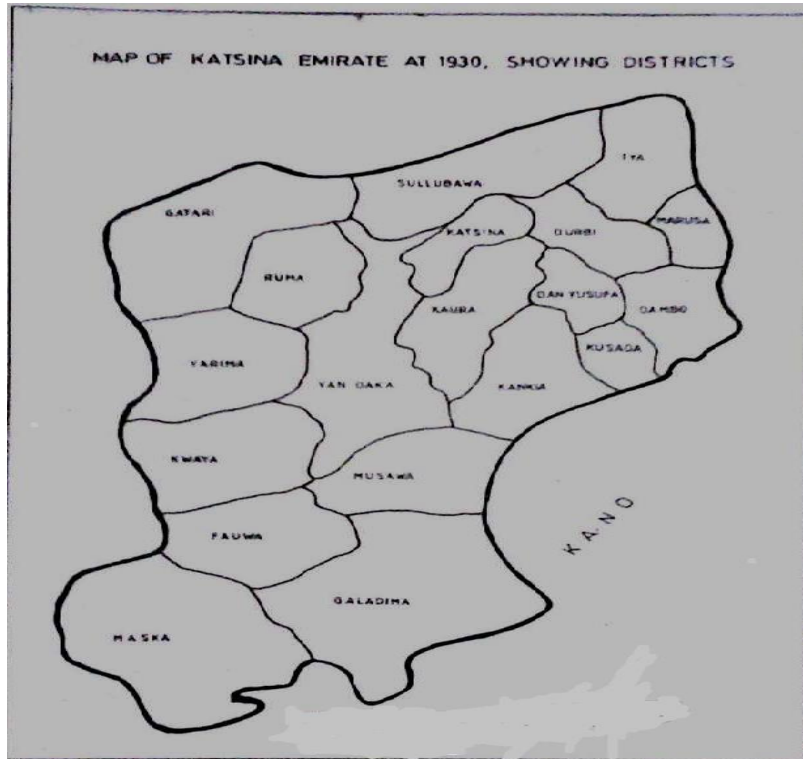 MAP OF KATSINA EMIRATE AT 1930, SHOWING DISTRICTS
IYA
SULLUBAWA
GATARI
MARUSA
KATSINA
DURBI
RUMA
DAN YUSUFA
KAURA
DAMBO
KUSADA
YARIMA
YAN DAKA
KANKIA
KWAYA
MUSAWA
KANO
FAUWA
GALADIMA
MASKA